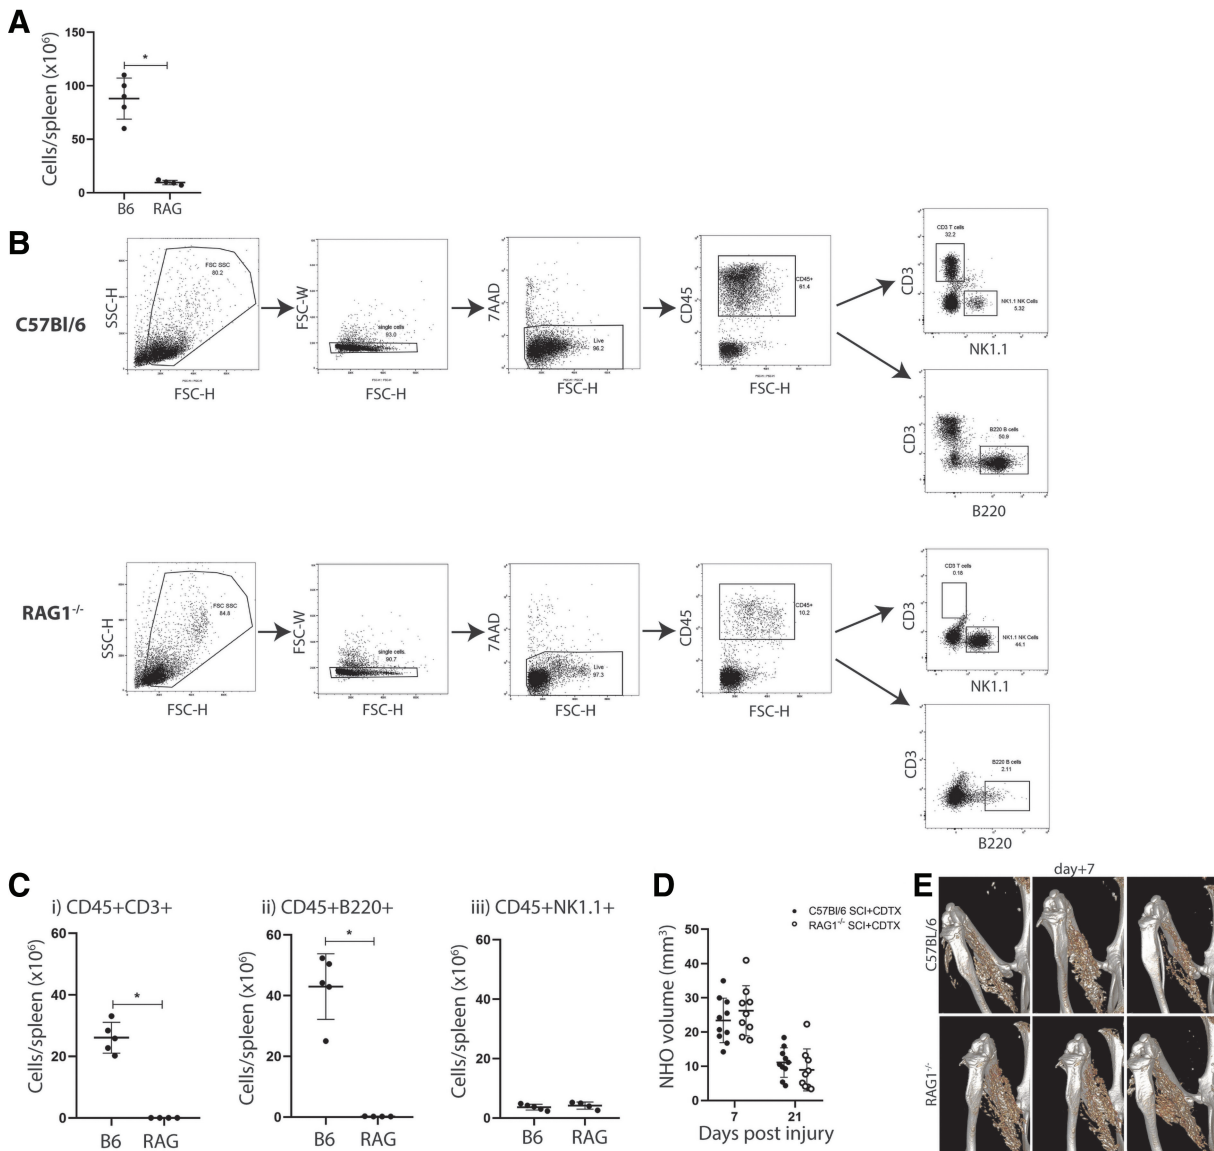 A
Cells/spleen (x10⁶)
150
100
50
0
*
B6
RAG
B
C57Bl/6
SSC-H
FSC SSC
80.2
FSC-H
FSC-W
single cells
93.0
FSC-H
7AAD
Live
96.2
FSC-H
CD45
CD45+
61.4
FSC-H
CD3
CD3 T cells
32.2
NK1.1 NK Cells
5.32
NK1.1
CD3
B220 B cells
50.9
B220
RAG1⁻/⁻
SSC-H
FSC SSC
84.6
FSC-H
FSC-W
single cells
90.7
FSC-H
7AAD
Live
97.3
FSC-H
CD45
CD45+
10.2
FSC-H
CD3
CD3 T cells
0.18
NK1.1 NK Cells
44.1
NK1.1
CD3
B220 B cells
2.11
B220
C
i) CD45+CD3+
Cells/spleen (x10⁶)
60
40
20
0
*
B6
RAG
ii) CD45+B220+
Cells/spleen (x10⁶)
60
40
20
0
*
B6
RAG
iii) CD45+NK1.1+
Cells/spleen (x10⁶)
60
40
20
0
B6
RAG
D
C57Bl/6 SCI+CDTX
RAG1⁻/⁻ SCI+CDTX
NHO volume (mm³)
50
40
30
20
10
0
7
21
Days post injury
E
day+7
C57BL/6
RAG1⁻/⁻